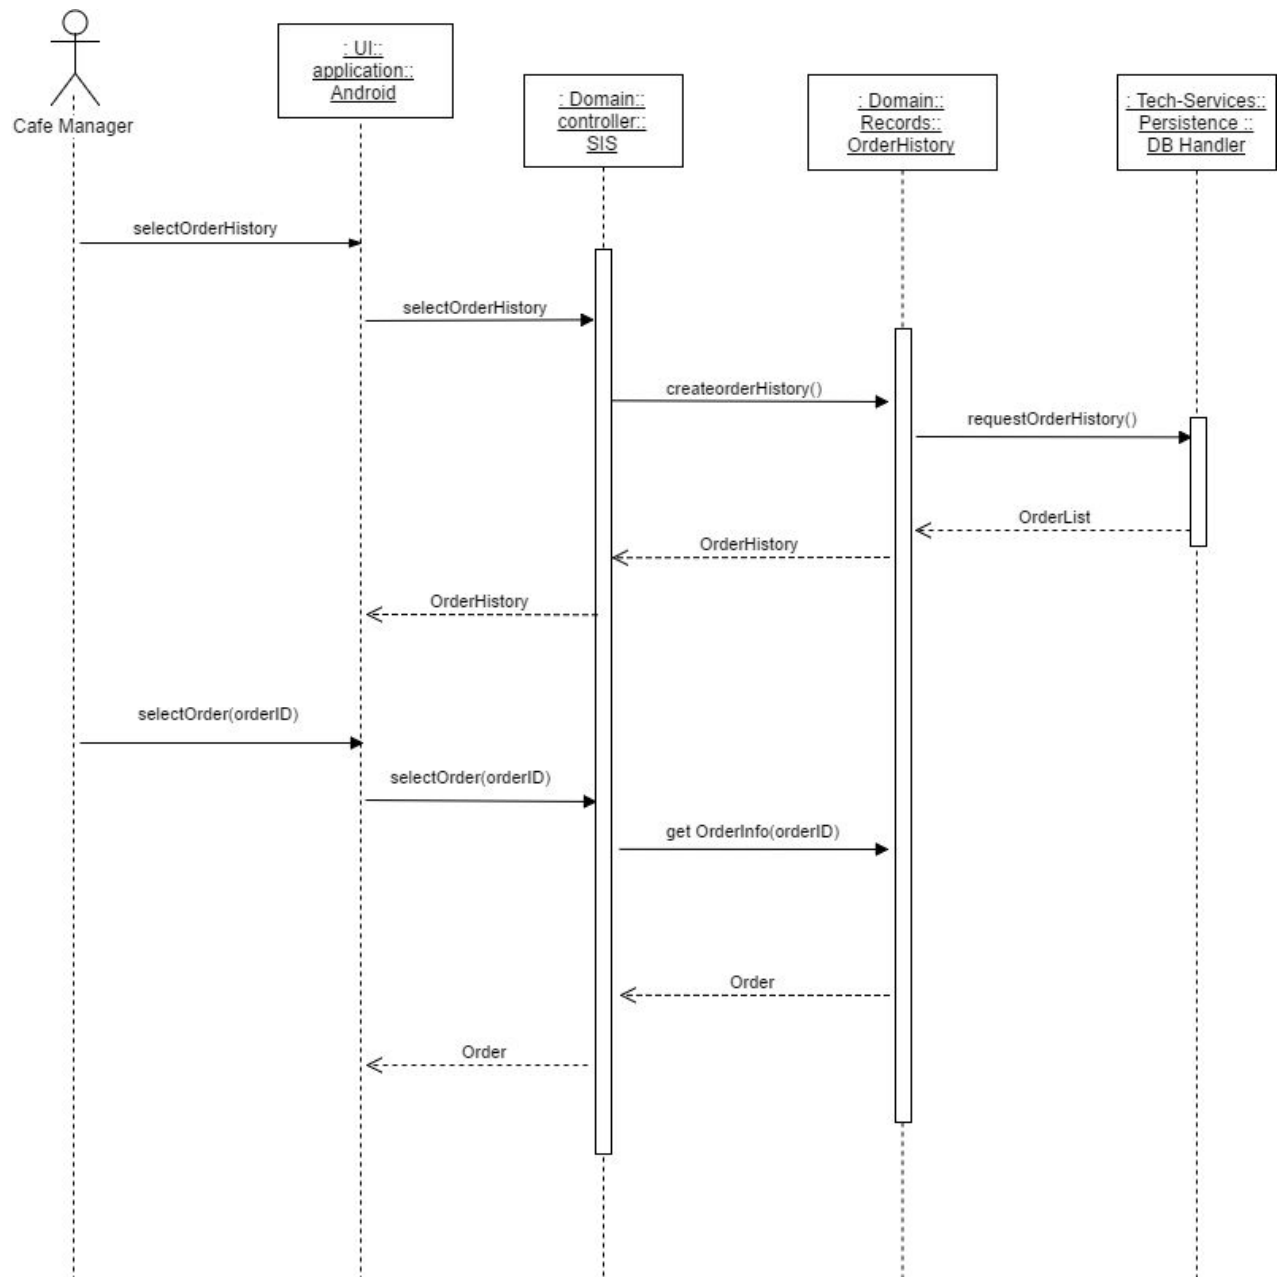 : UI::
application::
Android
: Domain::
controller::
SIS
: Domain::
Records::
OrderHistory
: Tech-Services::
Persistence ::
DB Handler
Cafe Manager
selectOrderHistory
selectOrderHistory
createorderHistory()
requestOrderHistory()
OrderList
OrderHistory
OrderHistory
selectOrder(orderID)
selectOrder(orderID)
get OrderInfo(orderID)
Order
Order